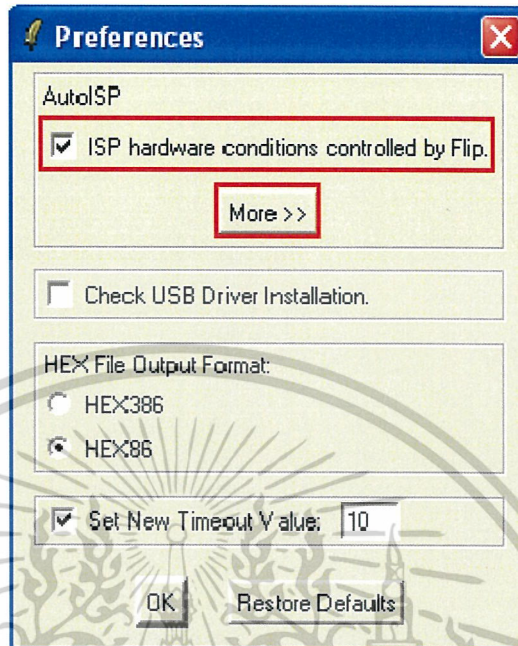 Preferences
AutoISP
ISP hardware conditions controlled by Flip.
More >>
Check USB Driver Installation.
HEX File Output Format:
HEX386
HEX86
Set New Timeout Value: 10
OK Restore Defaults